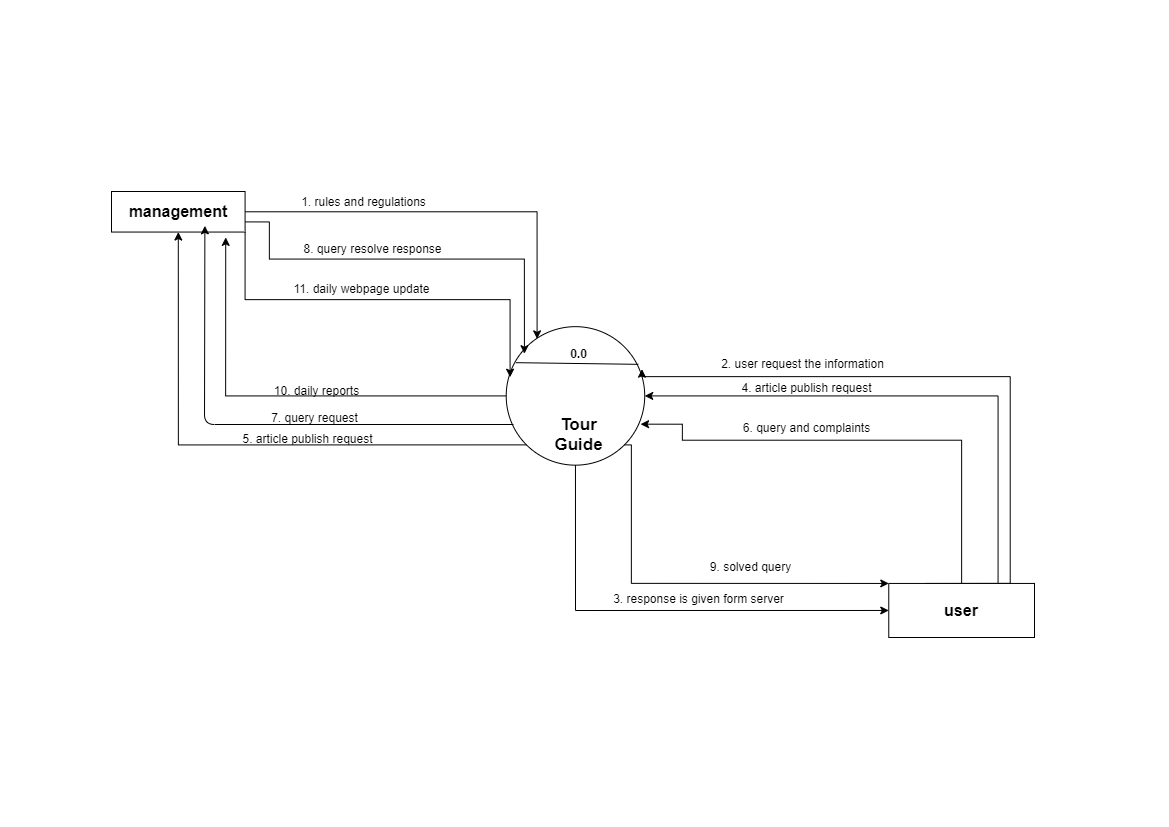 1. rules and regulations
management
8. query resolve response
11. daily webpage update
0.0
2. user request the information
10. daily reports
4. article publish request
7. query request
Tour
Guide
6. query and complaints
5. article publish request
9. solved query
3. response is given form server
user